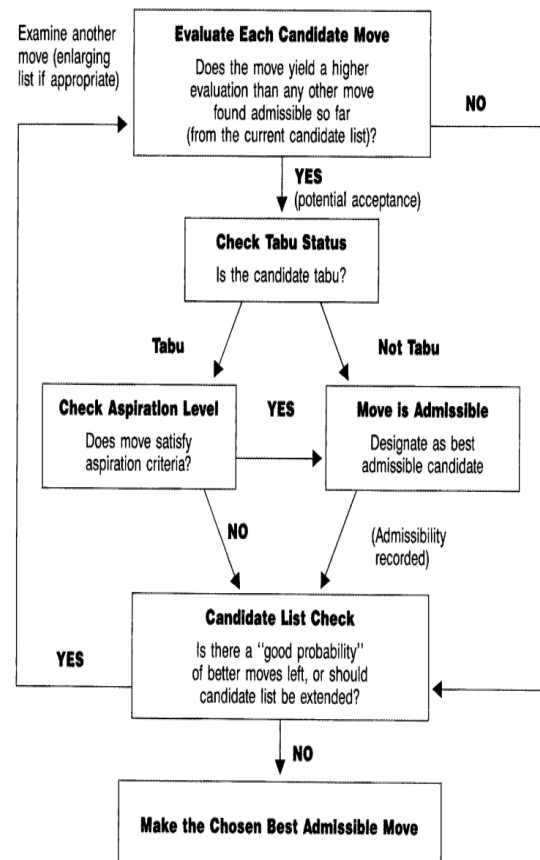 Examine another
move (enlarging
list if appropriate)
Evaluate Each Candidate Move
Does the move yield a higher
evaluation than any other move
found admissible so far
(from the current candidate list)?
NO
YES
(potential acceptance)
Check Tabu Status
Is the candidate tabu?
Tabu
Not Tabu
Check Aspiration Level
Does move satisfy
aspiration criteria?
YES
Move is Admissible
Designate as best
admissible candidate
NO
(Admissibility
recorded)
Candidate List Check
Is there a "good probability"
of better moves left, or should
candidate list be extended?
YES
NO
Make the Chosen Best Admissible Move